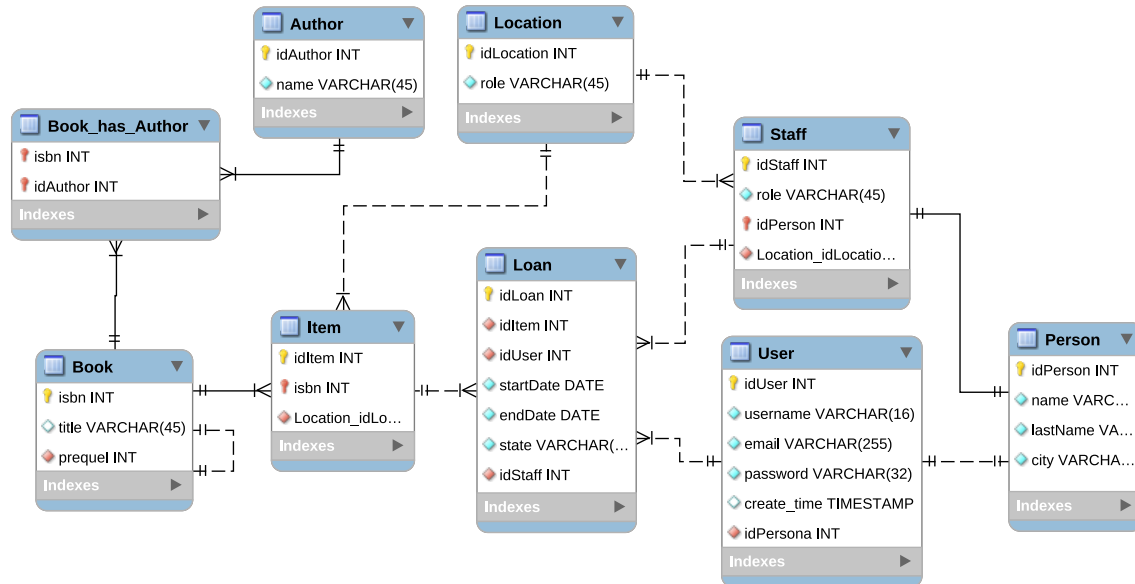 Author
idAuthor INT
name VARCHAR(45)
Indexes
Location
idLocation INT
role VARCHAR(45)
Indexes
Book_has_Author
isbn INT
idAuthor INT
Indexes
Staff
idStaff INT
role VARCHAR(45)
idPerson INT
Location_idLocatio...
Indexes
Loan
idLoan INT
idItem INT
idUser INT
startDate DATE
endDate DATE
state VARCHAR(...
idStaff INT
Indexes
Item
idItem INT
isbn INT
Location_idLo...
Indexes
Book
isbn INT
title VARCHAR(45)
prequel INT
Indexes
User
idUser INT
username VARCHAR(16)
email VARCHAR(255)
password VARCHAR(32)
create_time TIMESTAMP
idPersona INT
Indexes
Person
idPerson INT
name VARC...
lastName VA...
city VARCHA...
Indexes